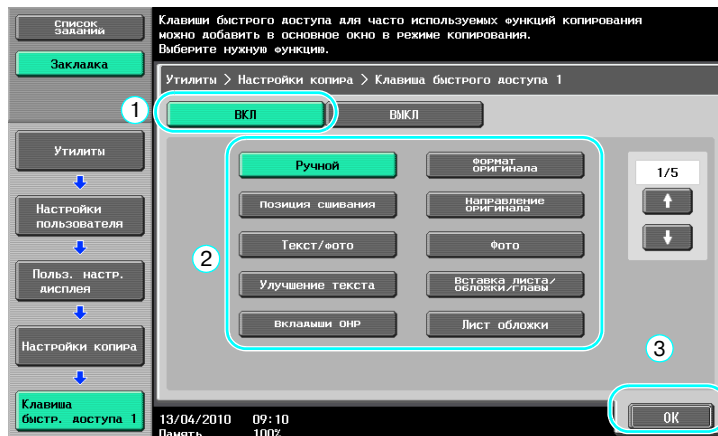 Список
заданий
Закладка
Клавиши быстрого доступа для часто используемых функций копирования
можно добавить в основное окно в режиме копирования.
Выберите нужную функцию.
Утилиты > Настройки копира > Клавиша быстрого доступа 1
1
ВКЛ
ВЫКЛ
Утилиты
Настройки
пользователя
Польз. настр.
дисплея
Настройки копира
Клавиша
быстр. доступа 1
2
Ручной
Формат
оригинала
Позиция сшивания
Направление
оригинала
Текст/фото
Фото
Улучшение текста
Вставка листа/
обложки/главы
Вкладыши OHP
Лист обложки
1/5
3
OK
13/04/2010 09:10
Память 100%